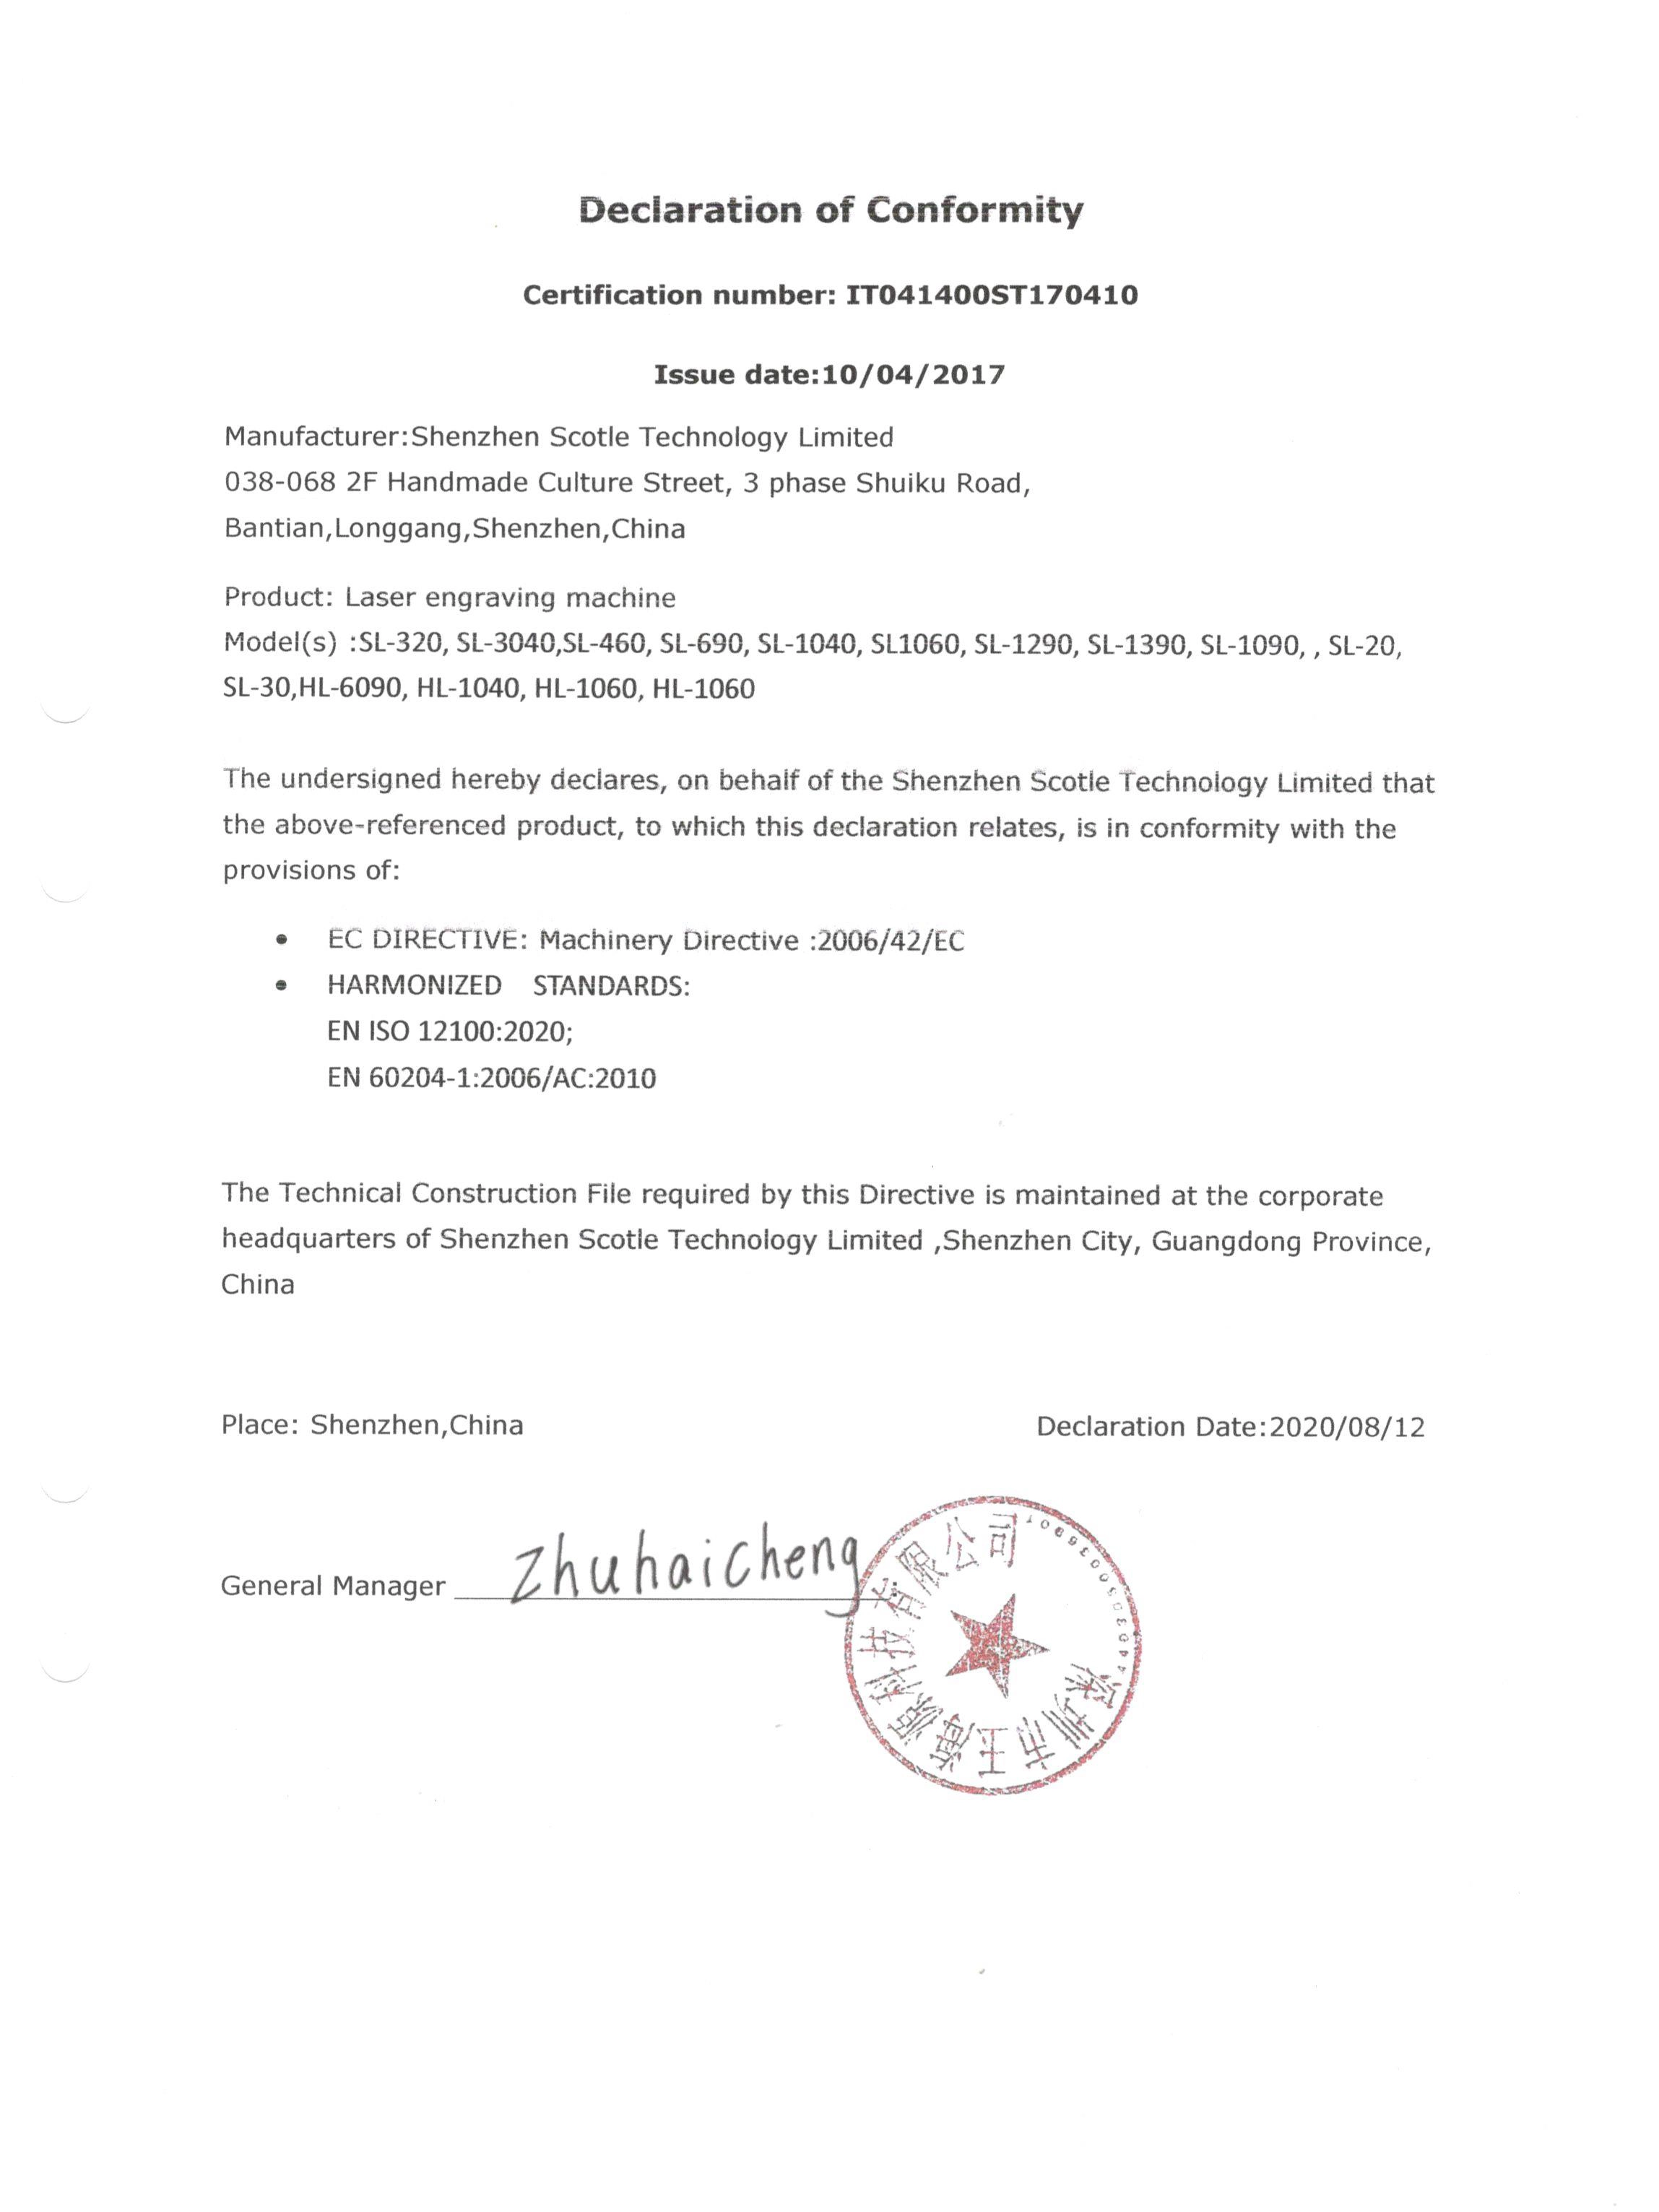 Declaration of Conformity
Certification number: IT041400ST170410
Issue date:10/04/2017
Manufacturer:Shenzhen Scotle Technology Limited
038-068 2F Handmade Culture Street, 3 phase Shuiku Road,
Bantian,Longgang,Shenzhen,China
Product: Laser engraving machine
Model(s) :SL-320, SL-3040,SL-460, SL-690, SL-1040, SL1060, SL-1290, SL-1390, SL-1090, , SL-20,
SL-30,HL-6090, HL-1040, HL-1060, HL-1060
The undersigned hereby declares, on behalf of the Shenzhen Scotle Technology Limited that
the above-referenced product, to which this declaration relates, is in conformity with the
provisions of:
• EC DIRECTIVE: Machinery Directive :2006/42/EC
• HARMONIZED STANDARDS:
EN ISO 12100:2020;
EN 60204-1:2006/AC:2010
The Technical Construction File required by this Directive is maintained at the corporate
headquarters of Shenzhen Scotle Technology Limited ,Shenzhen City, Guangdong Province,
China
Place: Shenzhen,China Declaration Date:2020/08/12
General Manager Zhuhaicheng
深圳市玉海源科技有限公司